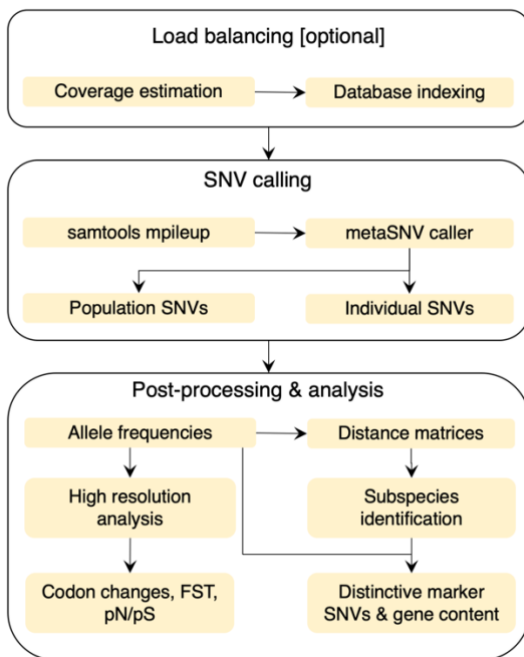 Load balancing [optional]
Coverage estimation
Database indexing
SNV calling
samtools mpileup
metaSNV caller
Population SNVs
Individual SNVs
Post-processing & analysis
Allele frequencies
Distance matrices
High resolution
analysis
Subspecies
identification
Codon changes, FST,
pN/pS
Distinctive marker
SNVs & gene content